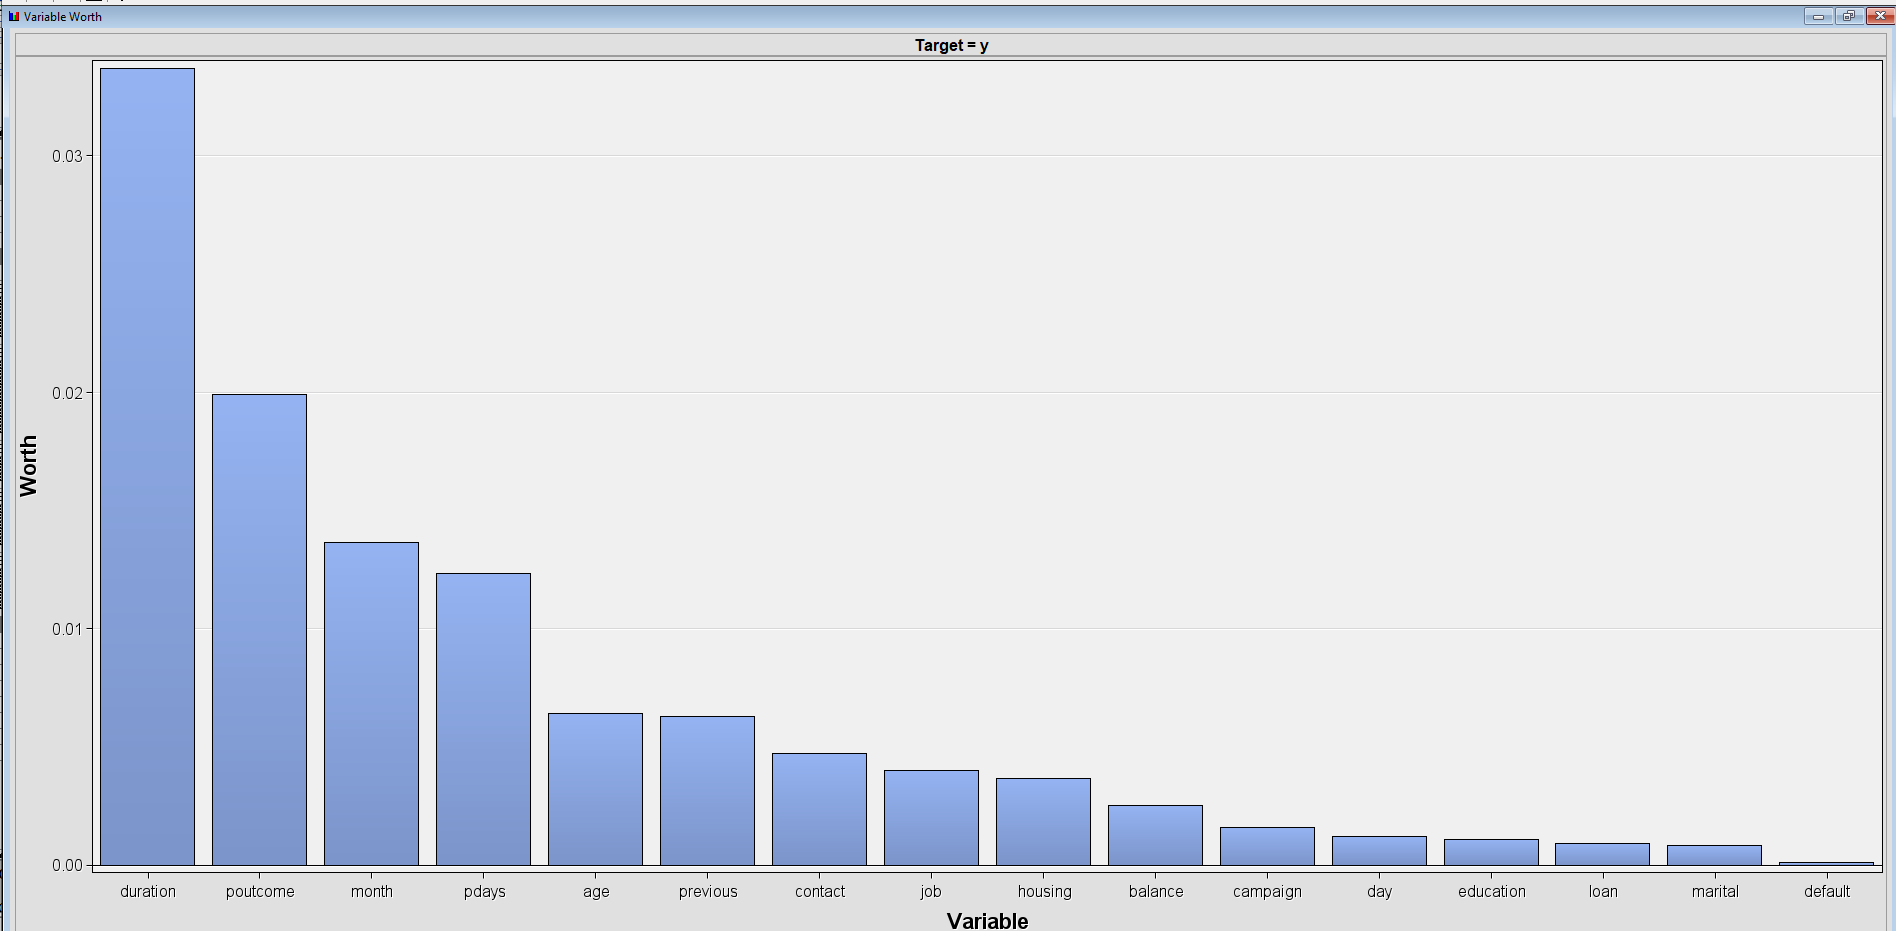 Variable Worth
Target = y
Worth
0.03
0.02
0.01
0.00
duration poutcome month pdays age previous contact job housing balance campaign day education loan marital default
Variable